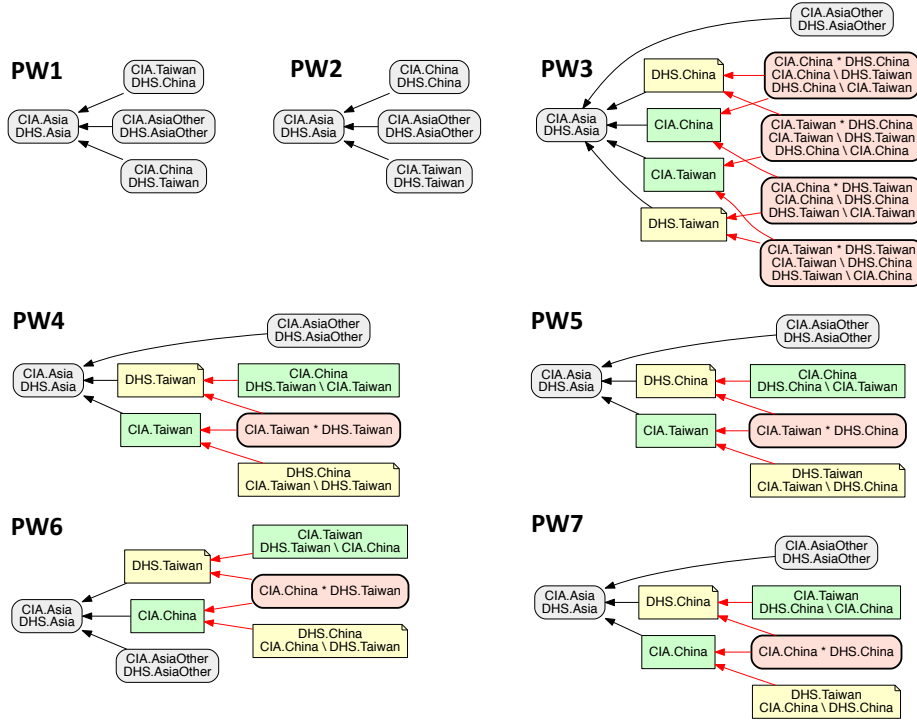 PW1
CIA.Taiwan
DHS.China
CIA.Asia
DHS.Asia
CIA.AsiaOther
DHS.AsiaOther
CIA.China
DHS.Taiwan
PW2
CIA.China
DHS.China
CIA.Asia
DHS.Asia
CIA.AsiaOther
DHS.AsiaOther
CIA.Taiwan
DHS.Taiwan
PW3
CIA.AsiaOther
DHS.AsiaOther
CIA.Asia
DHS.Asia
DHS.China
CIA.China
CIA.Taiwan
DHS.Taiwan
CIA.China * DHS.China
CIA.China \ DHS.Taiwan
DHS.China \ CIA.Taiwan
CIA.Taiwan * DHS.China
CIA.Taiwan \ DHS.Taiwan
DHS.China \ CIA.China
CIA.China * DHS.Taiwan
CIA.China \ DHS.China
DHS.Taiwan \ CIA.Taiwan
CIA.Taiwan * DHS.Taiwan
CIA.Taiwan \ DHS.China
DHS.Taiwan \ CIA.China
PW4
CIA.AsiaOther
DHS.AsiaOther
CIA.Asia
DHS.Asia
DHS.Taiwan
CIA.Taiwan
CIA.China
DHS.Taiwan \ CIA.Taiwan
CIA.Taiwan * DHS.Taiwan
DHS.China
CIA.Taiwan \ DHS.Taiwan
PW5
CIA.AsiaOther
DHS.AsiaOther
CIA.Asia
DHS.Asia
DHS.China
CIA.Taiwan
CIA.China
DHS.China \ CIA.Taiwan
CIA.Taiwan * DHS.China
DHS.Taiwan
CIA.Taiwan \ DHS.China
PW6
CIA.Taiwan
DHS.Taiwan \ CIA.China
DHS.Taiwan
CIA.China * DHS.Taiwan
CIA.Asia
DHS.Asia
CIA.China
DHS.China
CIA.China \ DHS.Taiwan
CIA.AsiaOther
DHS.AsiaOther
PW7
CIA.AsiaOther
DHS.AsiaOther
CIA.Asia
DHS.Asia
DHS.China
CIA.China
CIA.Taiwan
DHS.China \ CIA.China
CIA.China * DHS.China
DHS.Taiwan
CIA.China \ DHS.China